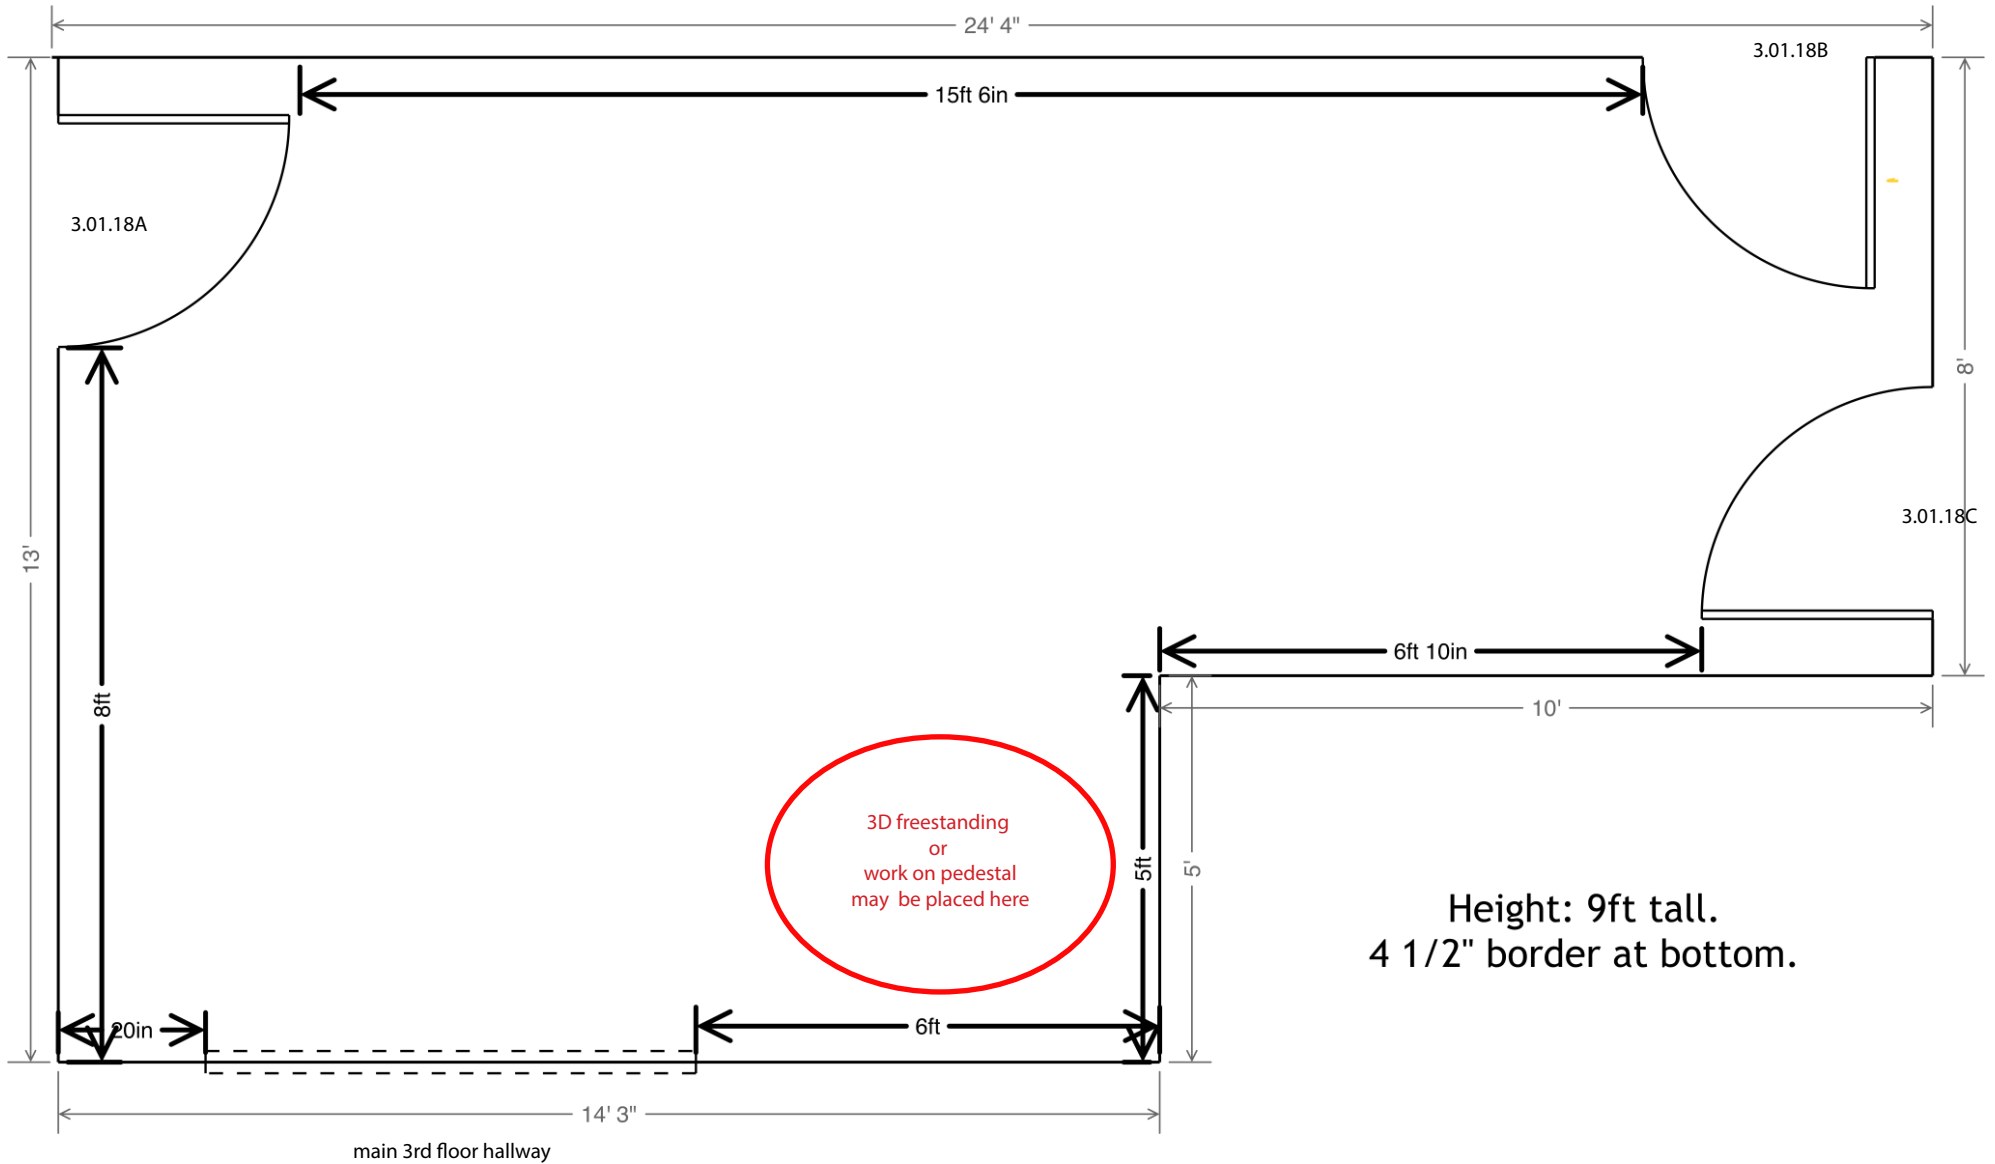 24' 4"
3.01.18B
15ft 6in
3.01.18A
8'
3.01.18C
13'
6ft 10in
8ft
10'
3D freestanding
or
work on pedestal
may be placed here
5ft
5'
Height: 9ft tall.
4 1/2" border at bottom.
20in
6ft
14' 3"
main 3rd floor hallway